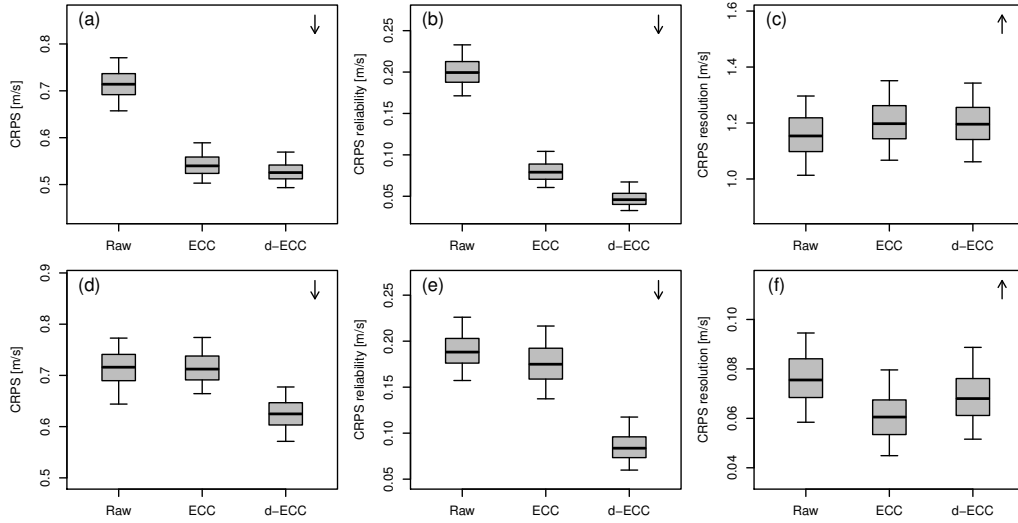 (a)
CRPS [m/s]
0.8
0.7
0.6
0.5
Raw ECC d−ECC
(b)
CRPS reliability [m/s]
0.25
0.20
0.15
0.10
0.05
Raw ECC d−ECC
(c)
CRPS resolution [m/s]
1.6
1.4
1.2
1.0
Raw ECC d−ECC
(d)
CRPS [m/s]
0.9
0.8
0.7
0.6
0.5
Raw ECC d−ECC
(e)
CRPS reliability [m/s]
0.25
0.20
0.15
0.10
0.05
Raw ECC d−ECC
(f)
CRPS resolution [m/s]
0.10
0.08
0.06
0.04
Raw ECC d−ECC